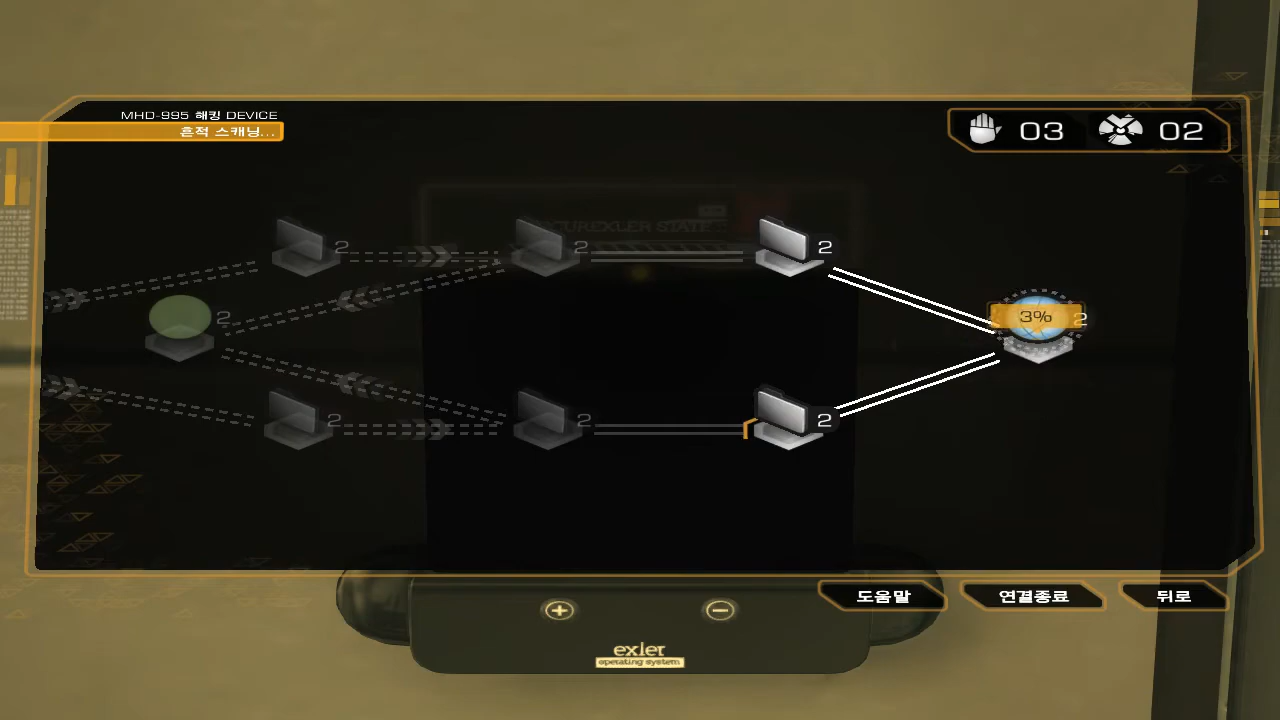 MHD-995 해킹 DEVICE
흔적 스캐닝...
03 02
2 2 2
2 3% 2
2 2 2
도움말 연결종료 뒤로
exler
operating system